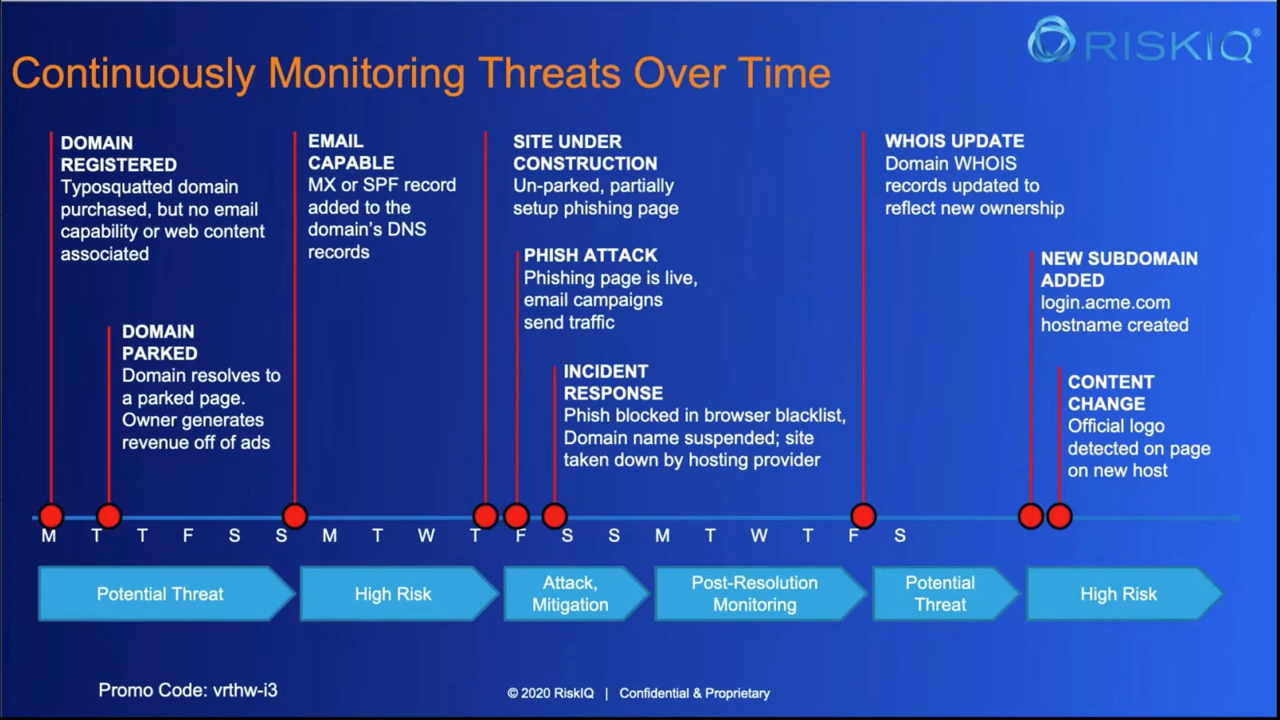 RISKIQ®
Continuously Monitoring Threats Over Time
DOMAIN
REGISTERED
Typosquatted domain
purchased, but no email
capability or web content
associated
DOMAIN
PARKED
Domain resolves to
a parked page.
Owner generates
revenue off of ads
EMAIL
CAPABLE
MX or SPF record
added to the
domain's DNS
records
SITE UNDER
CONSTRUCTION
Un-parked, partially
setup phishing page
PHISH ATTACK
Phishing page is live,
email campaigns
send traffic
INCIDENT
RESPONSE
Phish blocked in browser blacklist,
Domain name suspended; site
taken down by hosting provider
WHOIS UPDATE
Domain WHOIS
records updated to
reflect new ownership
NEW SUBDOMAIN
ADDED
login.acme.com
hostname created
CONTENT
CHANGE
Official logo
detected on page
on new host
M T T F S S M T W T F S S M T W T F S
Potential Threat
High Risk
Attack,
Mitigation
Post-Resolution
Monitoring
Potential
Threat
High Risk
Promo Code: vrthw-i3
© 2020 RiskIQ | Confidential & Proprietary